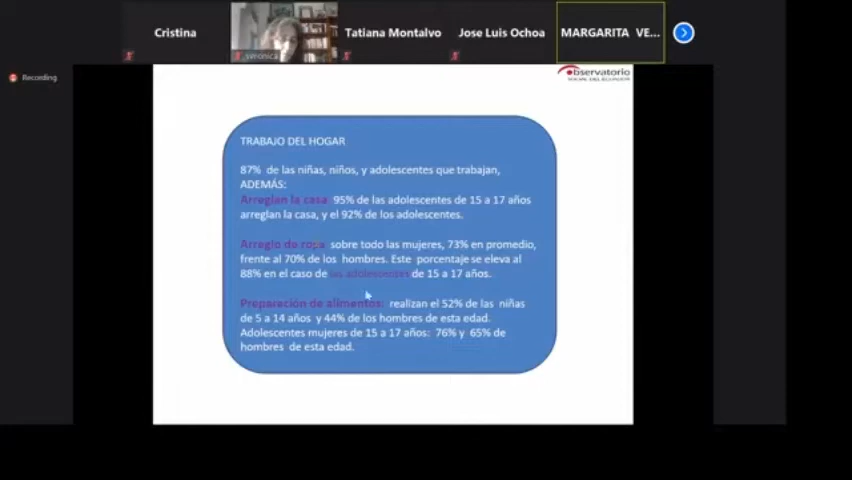 Cristina
Tatiana Montalvo
Jose Luis Ochoa
MARGARITA VE...
Recording
Observatorio
SOCIAL DEL ECUADOR
TRABAJO DEL HOGAR
87% de las niñas, niños, y adolescentes que trabajan,
ADEMÁS:
Arreglan la casa 95% de las adolescentes de 15 a 17 años
arreglan la casa, y el 92% de los adolescentes.
Arreglo de ropa sobre todo las mujeres, 73% en promedio,
frente al 70% de los hombres. Este porcentaje se eleva al
88% en el caso de las adolescentes de 15 a 17 años.
Preparación de alimentos: realizan el 52% de las niñas
de 5 a 14 años y 44% de los hombres de esta edad.
Adolescentes mujeres de 15 a 17 años: 76% y 65% de
hombres de esta edad.